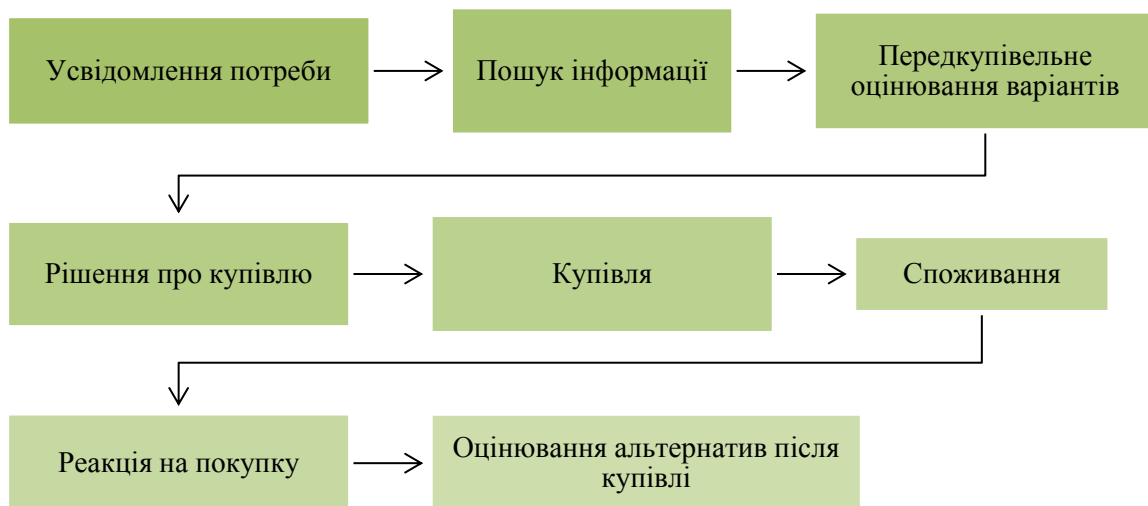 Усвідомлення потреби
Пошук інформації
Передкупівельне
оцінювання варіантів
Рішення про купівлю
Купівля
Споживання
Реакція на покупку
Оцінювання альтернатив після
купівлі